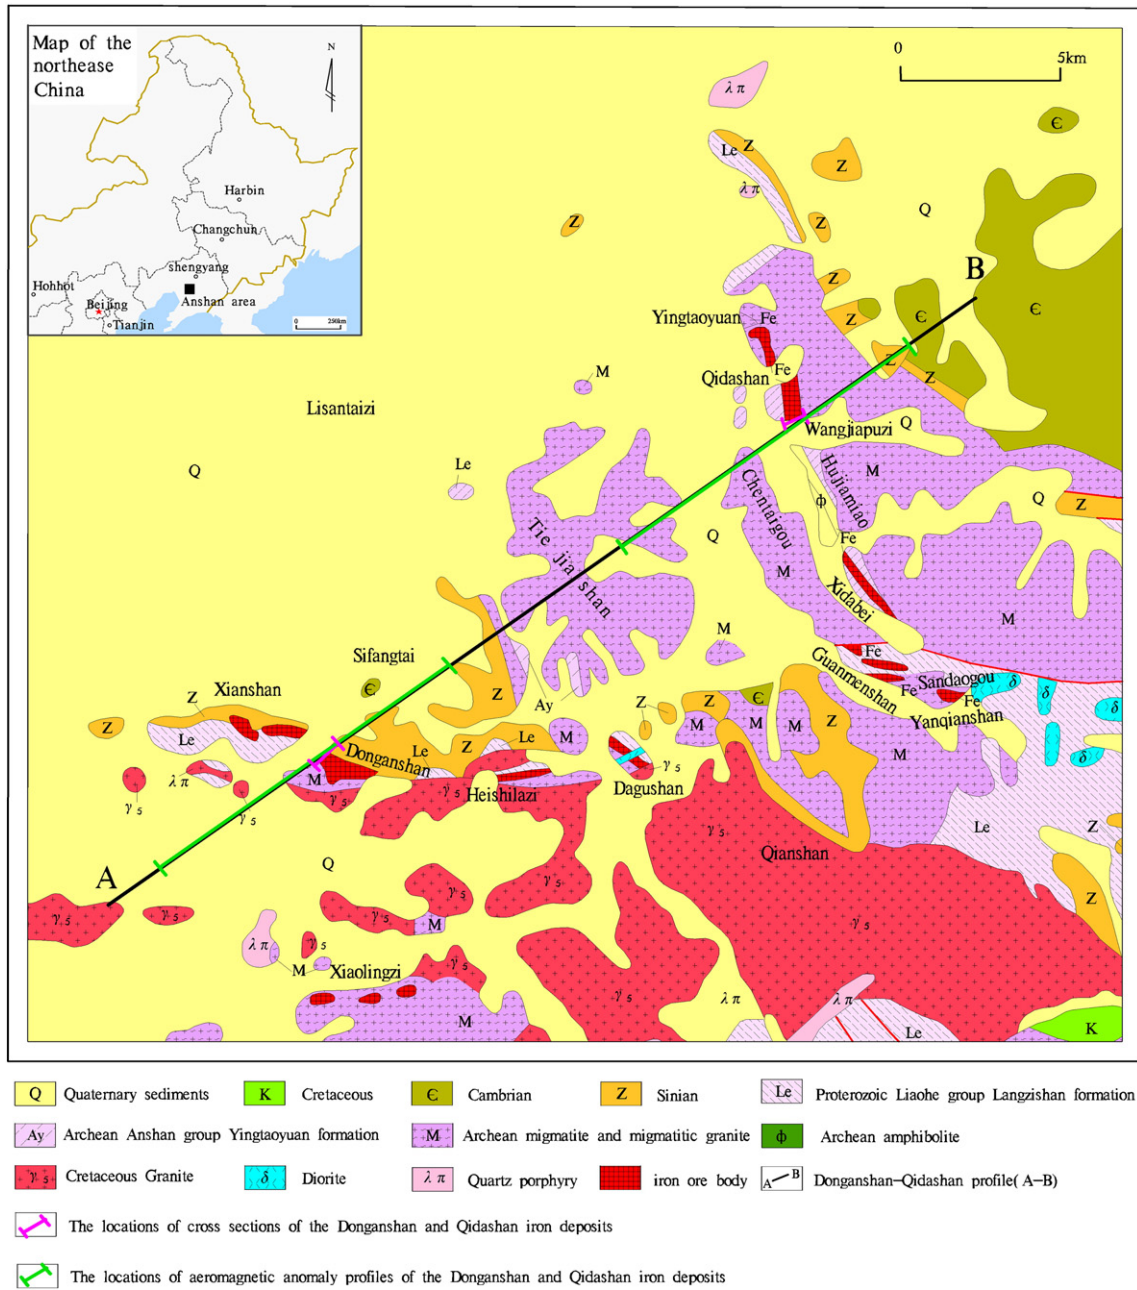 Map of the
northease
China
N
Harbin
Changchun
shengyang
Hohhot
Beijing
Anshan area
Tianjin
0 250km
0 5km
λπ
Є
Z
Le
Z
λπ
Q
Z
Z
B
Z
Є
Є
Yingtaoyuan
Fe
Z
Fe
Z
Qidashan
Z
M
Lisantaizi
Wangjiapuzi
Q
Q
Le
M
Chentaigou
Hujiamiao
ϕ
Q
Z
Tie jia shan
Q
Fe
M
Xidabei
M
M
Sifangtai
Fe
Guanmenshan
Sandaogou
Є
Z
δ
δ
Xianshan
Z
Ay
Є
Fe
Fe
Yanqianshan
δ
Z
Z
M
M
M
Z
M
δ
Le
Donganshan
Le
Z
Le
M
λπ
M
Heishilazi
Dagushan
γ5
γ5
γ5
γ5
γ5
γ5
Qianshan
Le
Z
A
Q
γ5
γ5
γ5
γ5
M
γ5
Z
λπ
γ5
M
Xiaolingzi
γ5
γ5
λπ
λπ
M
Le
K
Q Quaternary sediments
K Cretaceous
Є Cambrian
Z Sinian
Le Proterozoic Liaohe group Langzishan formation
Ay Archean Anshan group Yingtaoyuan formation
M Archean migmatite and migmatitic granite
ϕ Archean amphibolite
γ5 Cretaceous Granite
δ Diorite
λπ Quartz porphyry
iron ore body
A B Donganshan-Qidashan profile(A-B)
The locations of cross sections of the Donganshan and Qidashan iron deposits
The locations of aeromagnetic anomaly profiles of the Donganshan and Qidashan iron deposits